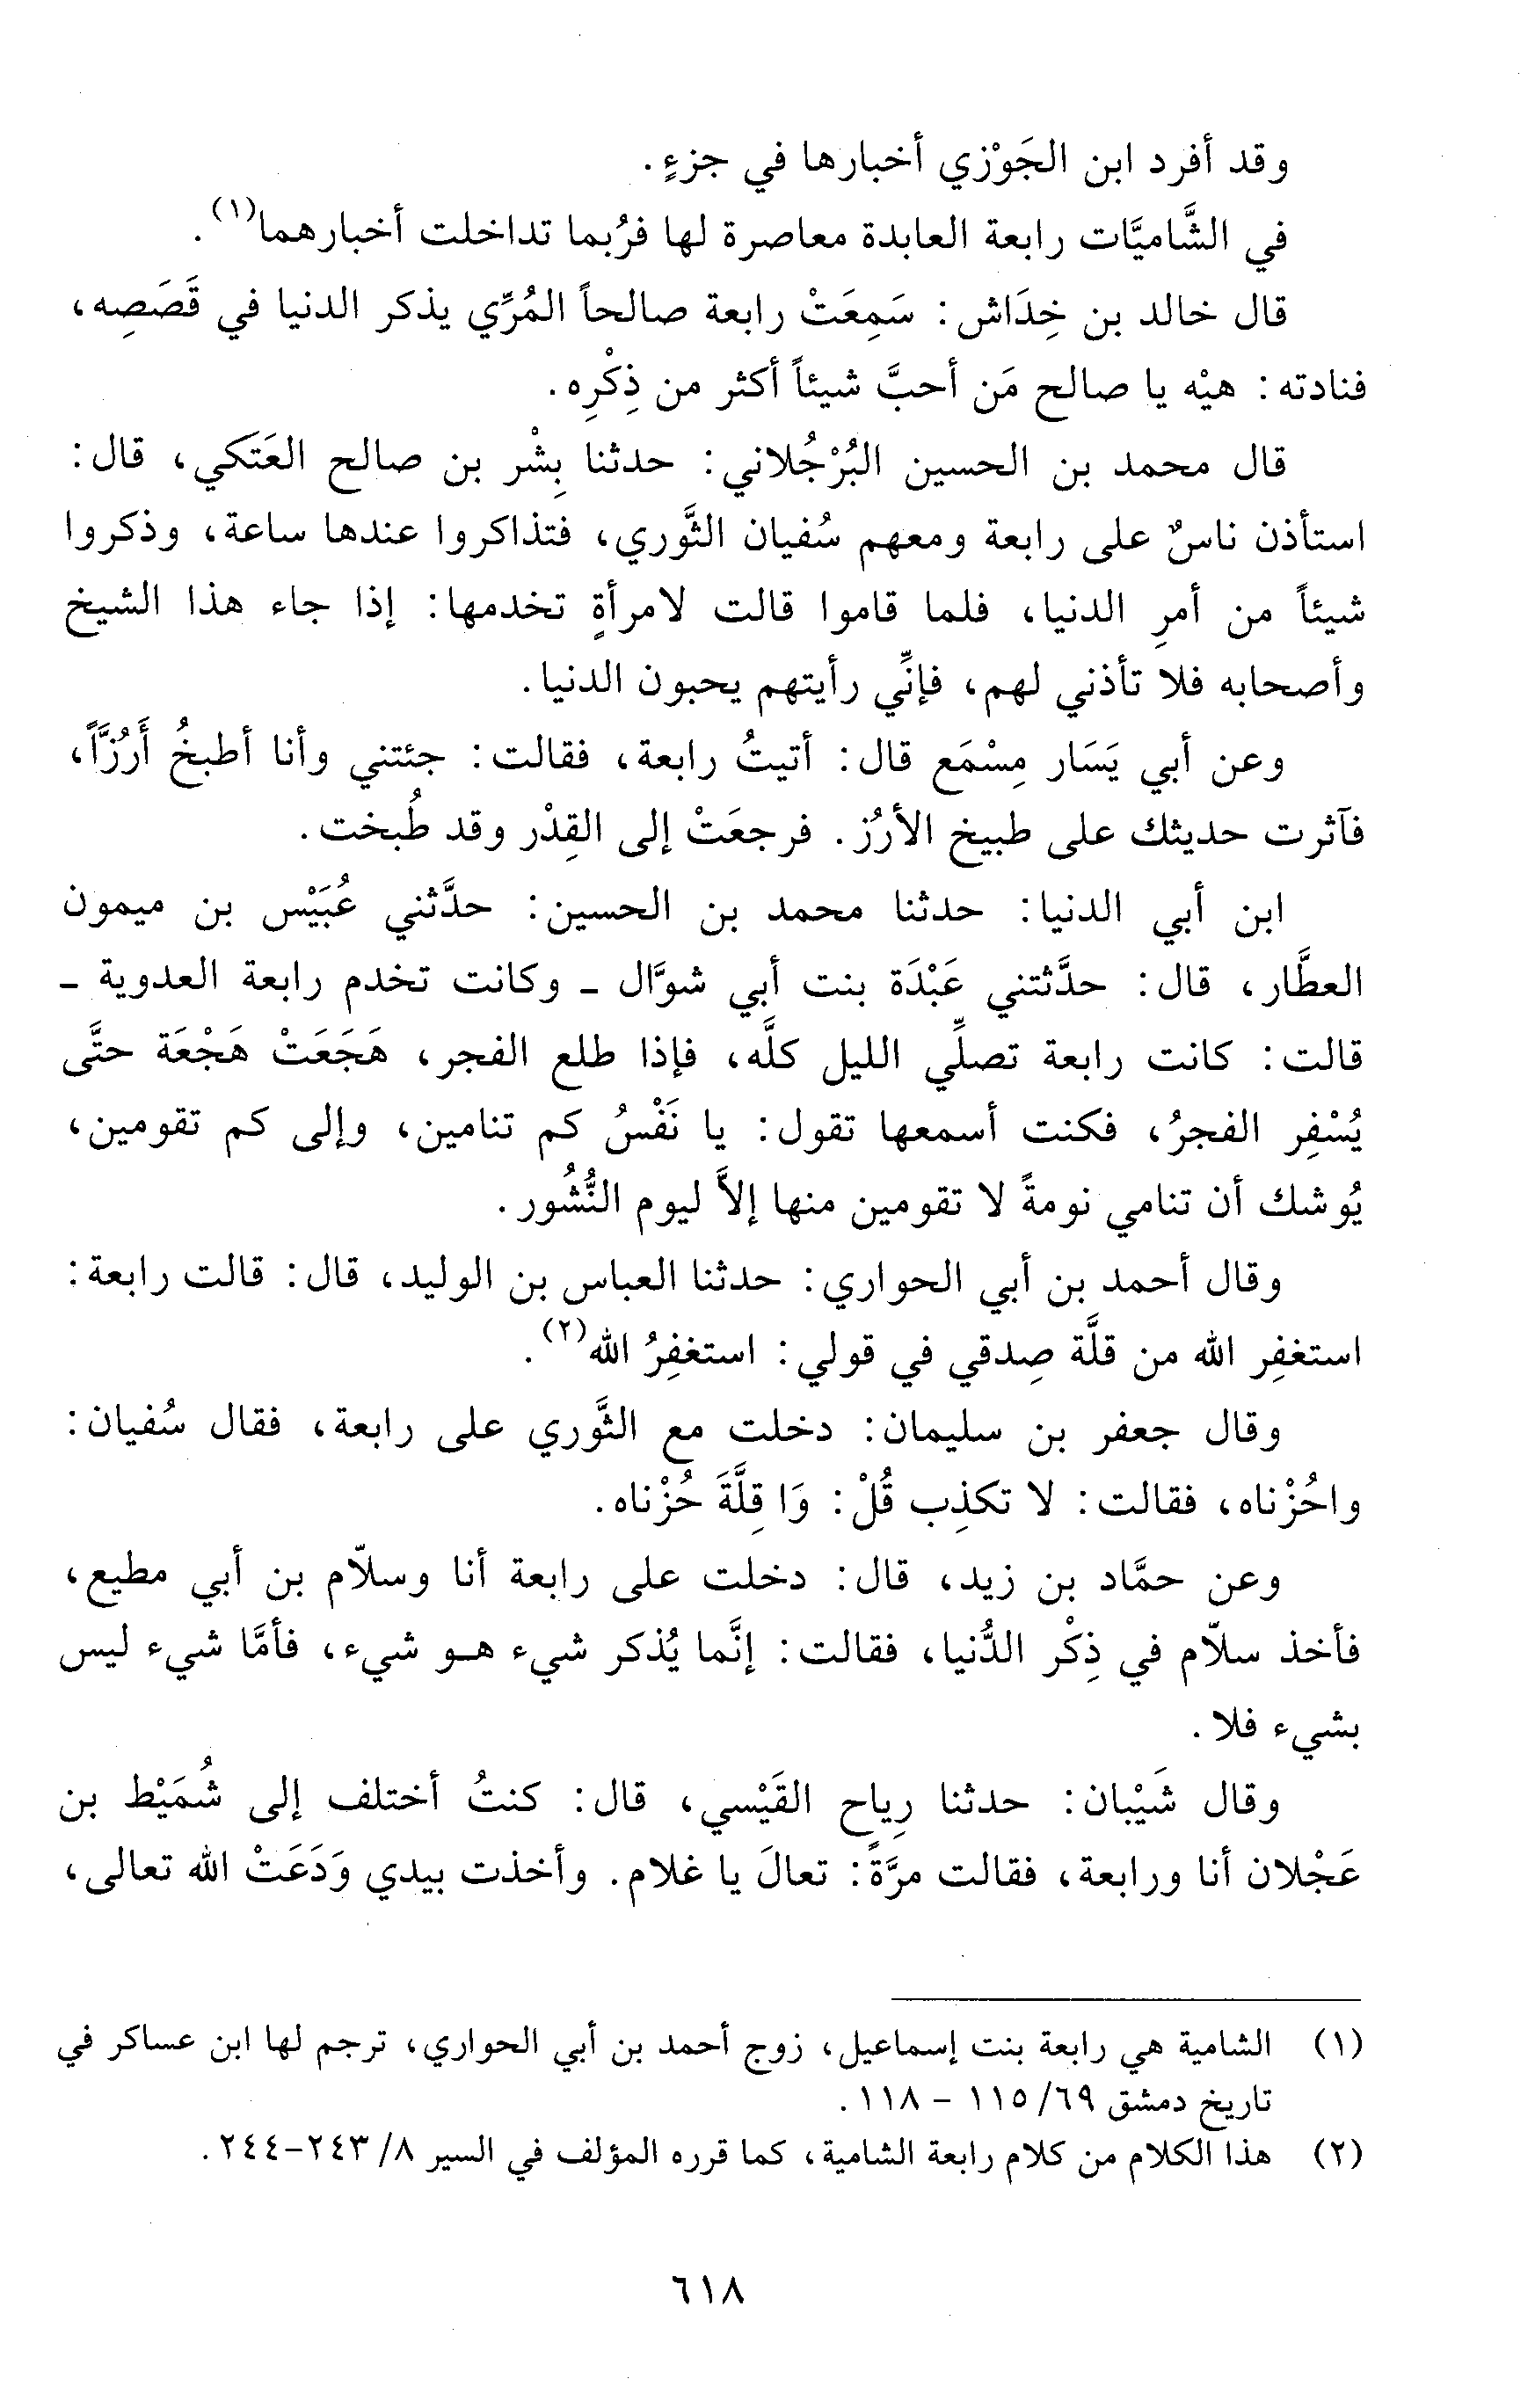 وقد أفرد ابن الجَوْزي أخبارها في جزءٍ.
في الشَّاميَّات رابعة العابدة معاصرة لها فرُبما تداخلت أخبارهما(١).
قال خالد بن خِدَاش: سَمِعَتْ رابعة صالحاً المُرِّي يذكر الدنيا في قَصَصِه،
فنادته: هيْه يا صالح مَن أحبَّ شيئاً أكثر من ذِكْرِه.
قال محمد بن الحسين البُرْجُلاني: حدثنا بِشْر بن صالح العَتَكي، قال:
استأذن ناسٌ على رابعة ومعهم سُفيان الثَّوري، فتذاكروا عندها ساعة، وذكروا
شيئاً من أمرِ الدنيا، فلما قاموا قالت لامرأةٍ تخدمها: إذا جاء هذا الشيخ
وأصحابه فلا تأذني لهم، فإنِّي رأيتهم يحبون الدنيا.
وعن أبي يَسَار مِسْمَع قال: أتيتُ رابعة، فقالت: جئتني وأنا أطبخُ أَرُزَّاً،
فآثرت حديثك على طبيخ الأرُز. فرجعَتْ إلى القِدْر وقد طُبخت.
ابن أبي الدنيا: حدثنا محمد بن الحسين: حدَّثني عُبَيْس بن ميمون
العطَّار، قال: حدَّثتني عَبْدَة بنت أبي شوَّال - وكانت تخدم رابعة العدوية -
قالت: كانت رابعة تصلِّي الليل كلَّه، فإذا طلع الفجر، هَجَعَتْ هَجْعَة حتَّى
يُسْفِر الفجرُ، فكنت أسمعها تقول: يا نَفْسُ كم تنامين، وإلى كم تقومين،
يُوشك أن تنامي نومةً لا تقومين منها إلاَّ ليوم النُّشُور.
وقال أحمد بن أبي الحواري: حدثنا العباس بن الوليد، قال: قالت رابعة:
استغفِر الله من قلَّة صِدقي في قولي: استغفِرُ الله(٢).
وقال جعفر بن سليمان: دخلت مع الثَّوري على رابعة، فقال سُفيان:
واحُزْناه، فقالت: لا تكذِب قُلْ: وَا قِلَّةَ حُزْناه.
وعن حمَّاد بن زيد، قال: دخلت على رابعة أنا وسلاّم بن أبي مطيع،
فأخذ سلاّم في ذِكْر الدُّنيا، فقالت: إنَّما يُذكر شيء هو شيء، فأمَّا شيء ليس
بشيء فلا.
وقال شَيْبان: حدثنا رِياح القَيْسي، قال: كنتُ أختلف إلى شُمَيْط بن
عَجْلان أنا ورابعة، فقالت مرَّةً: تعالَ يا غلام. وأخذت بيدي وَدَعَتْ الله تعالى،
(١) الشامية هي رابعة بنت إسماعيل، زوج أحمد بن أبي الحواري، ترجم لها ابن عساكر في
تاريخ دمشق ٦٩/ ١١٥ - ١١٨.
(٢) هذا الكلام من كلام رابعة الشامية، كما قرره المؤلف في السير ٨/ ٢٤٣-٢٤٤.
٦١٨